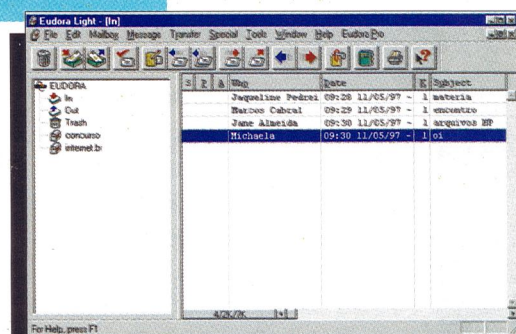 Eudora Light - [In]
File Edit Mailbox Message Transfer Special Tools Window Help Eudora Pro
EUDORA
In
Out
Trash
concurso
internet.br
S P A Who Date K Subject
Jaqueline Pedrei 09:28 11/05/97 - 1 materia
Marcos Cabral 09:29 11/05/97 - 1 encontro
Jane Almeida 09:30 11/05/97 - 1 arquivos
Michaela 09:30 11/05/97 - 1 oi
4/2K/7K
For Help, press F1